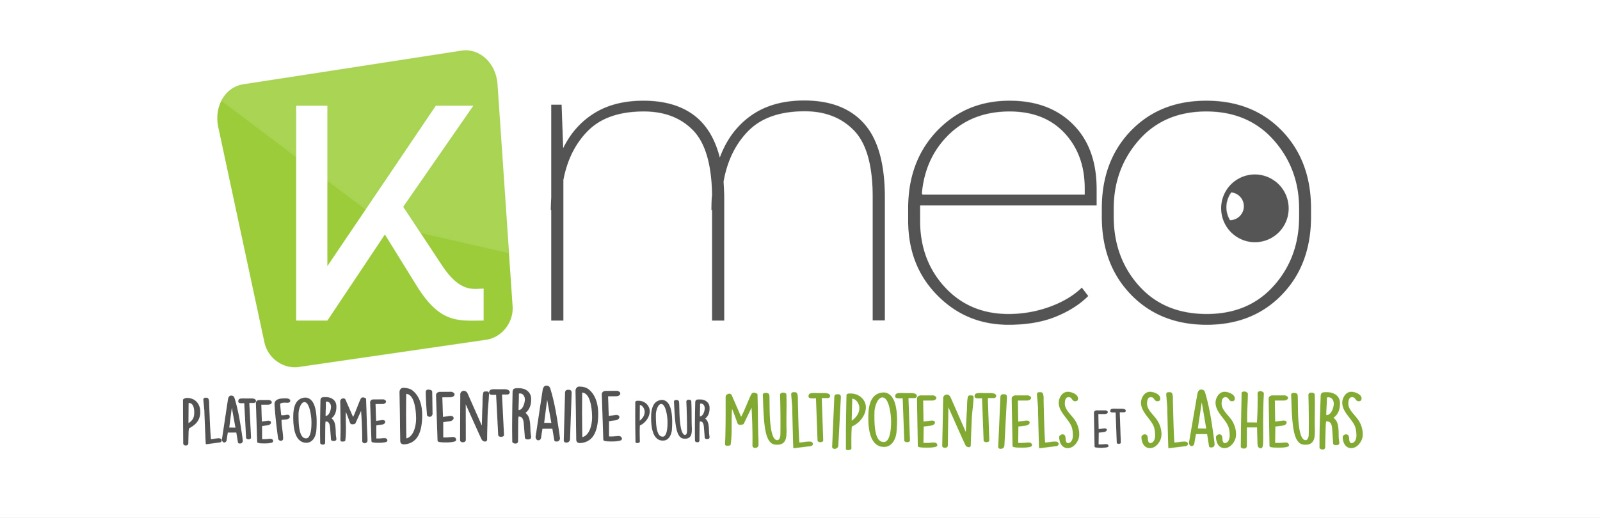 Kmeo
PLATEFORME D'ENTRAIDE POUR MULTIPOTENTIELS ET SLASHEURS